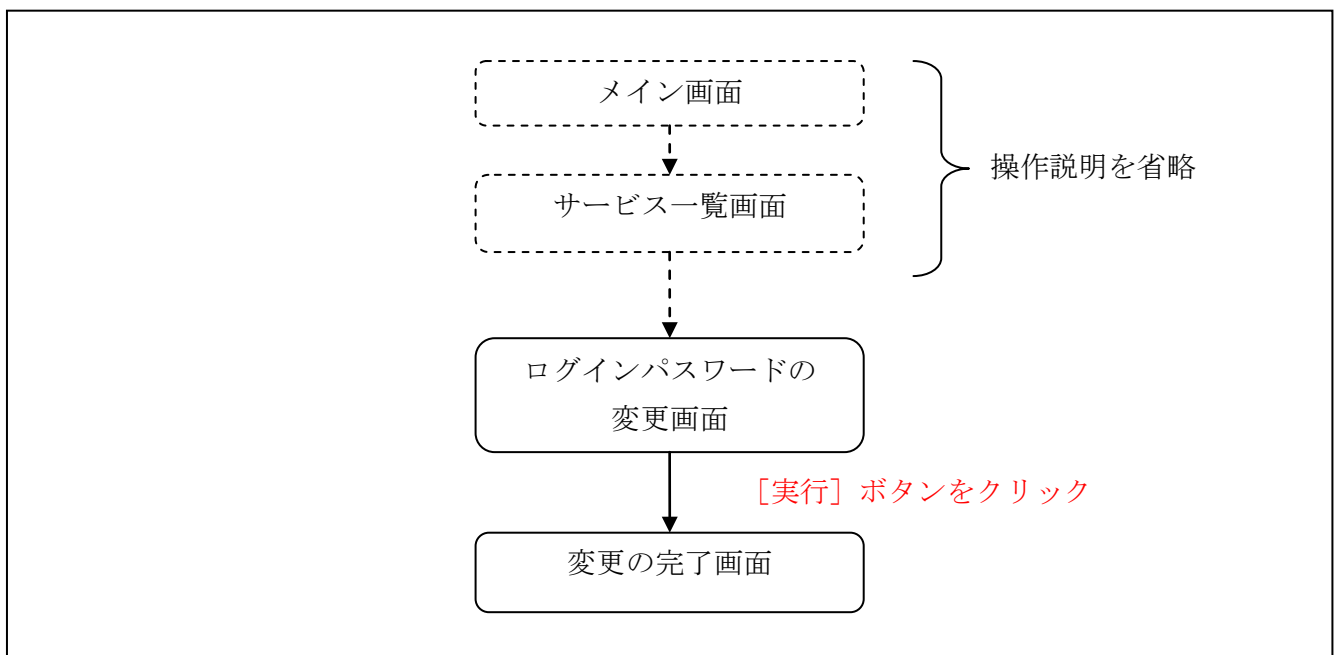 メイン画面
操作説明を省略
サービス一覧画面
ログインパスワードの
変更画面
［実行］ボタンをクリック
変更の完了画面